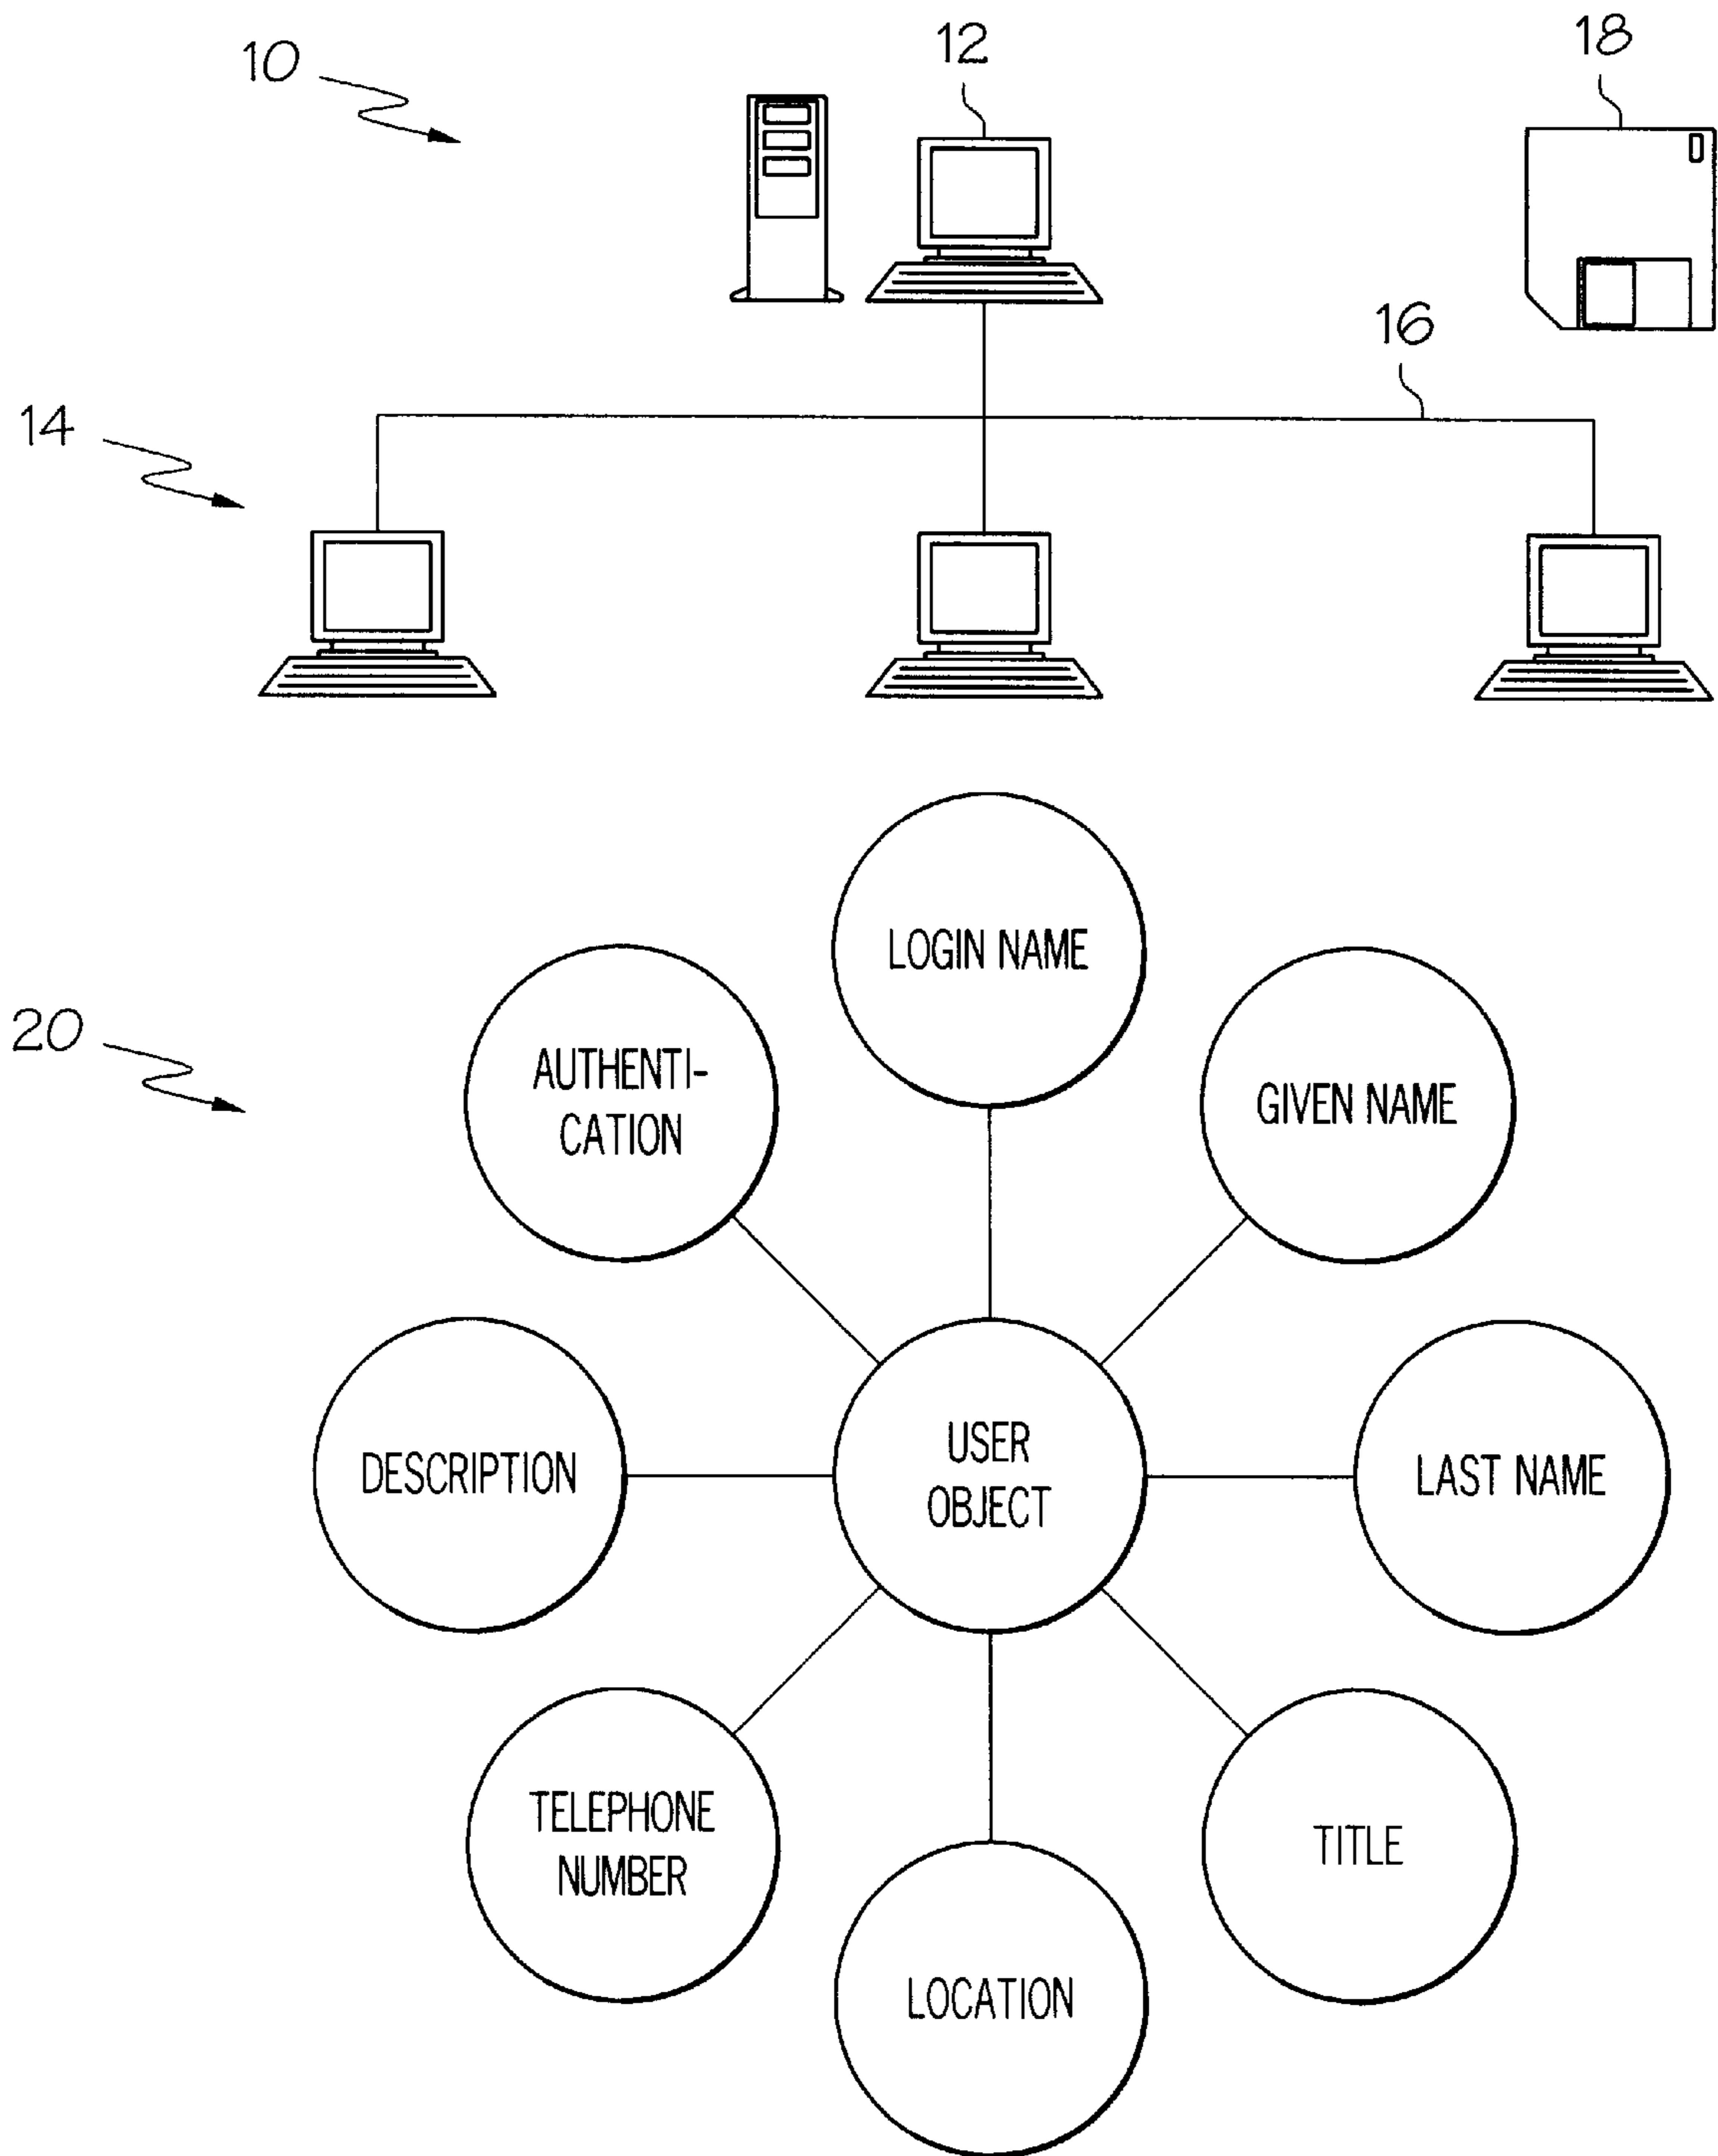 10
12
18
16
14
20
LOGIN NAME
AUTHENTI-
CATION
GIVEN NAME
DESCRIPTION
USER
OBJECT
LAST NAME
TELEPHONE
NUMBER
TITLE
LOCATION